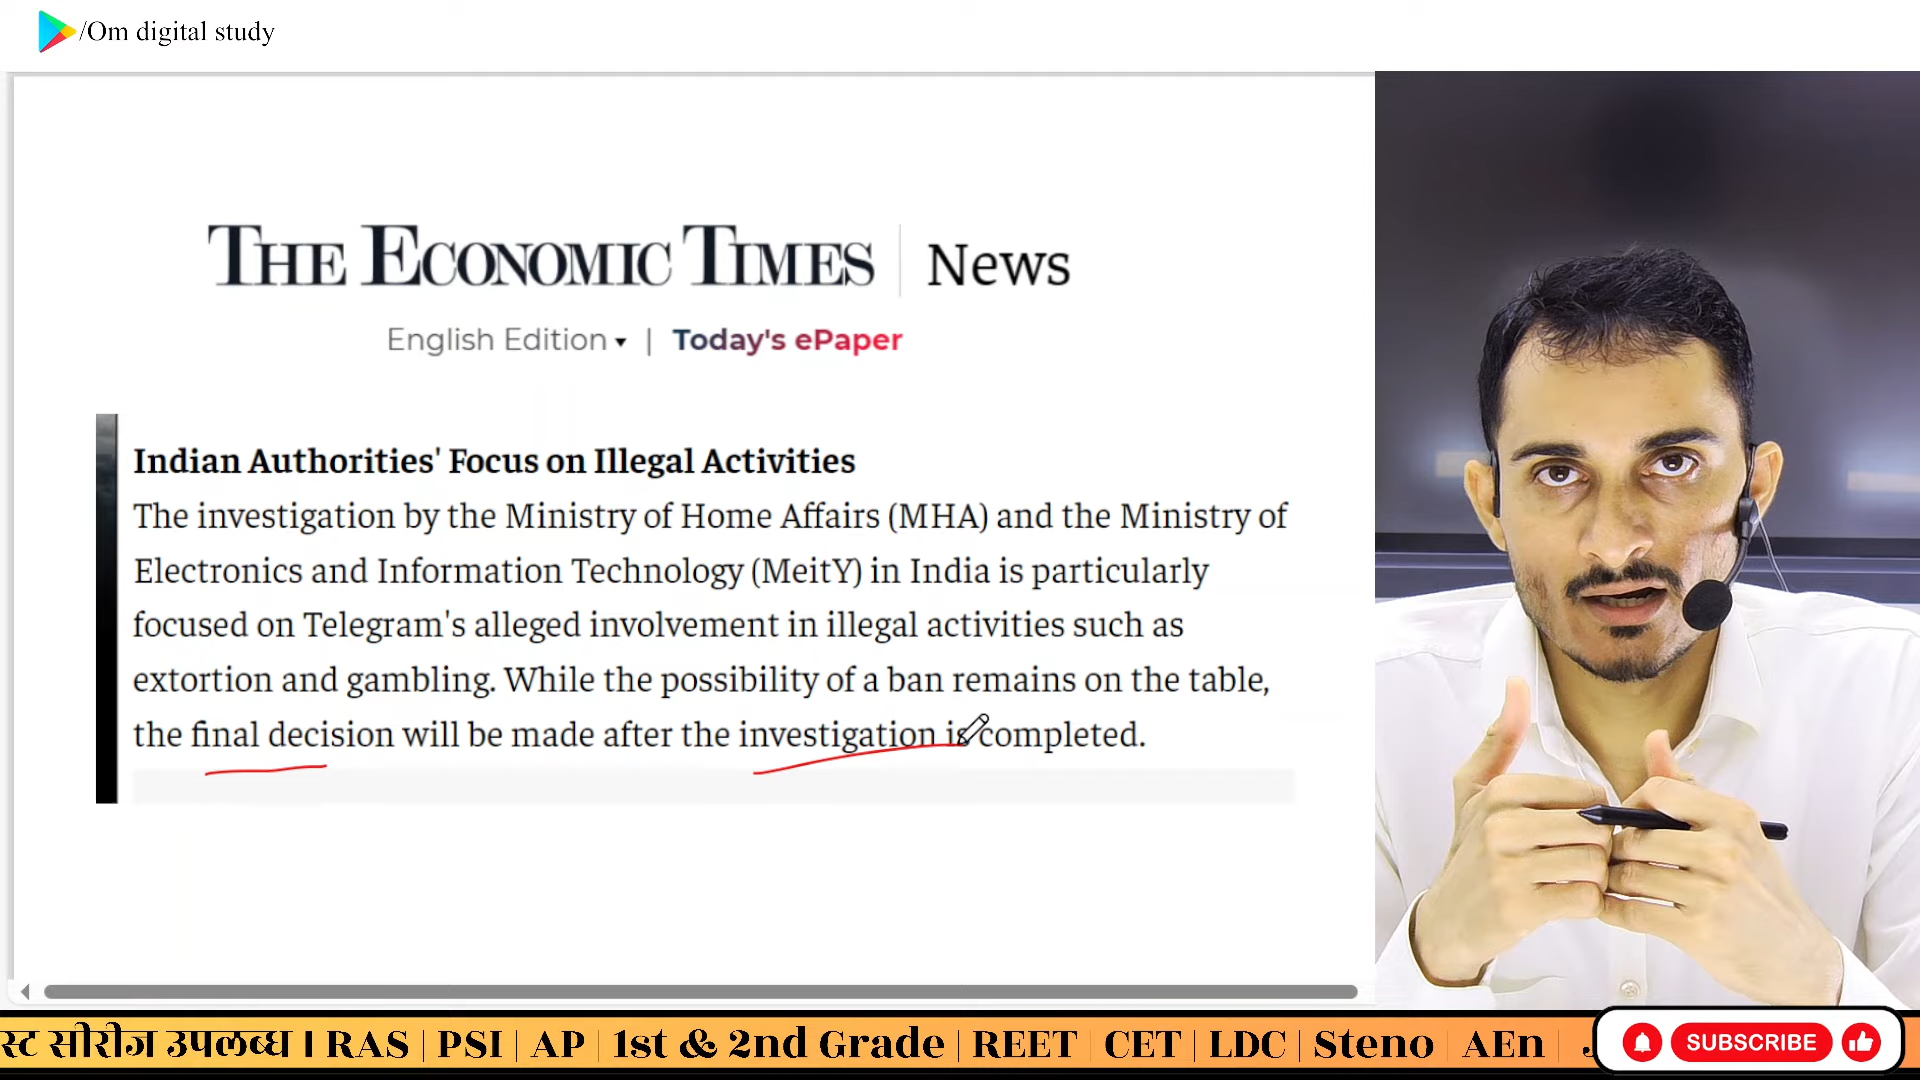 /Om digital study
THE ECONOMIC TIMES | News
English Edition | Today's ePaper
Indian Authorities' Focus on Illegal Activities
The investigation by the Ministry of Home Affairs (MHA) and the Ministry of
Electronics and Information Technology (MeitY) in India is particularly
focused on Telegram's alleged involvement in illegal activities such as
extortion and gambling. While the possibility of a ban remains on the table,
the final decision will be made after the investigation is completed.
सीरीज उपलब्ध । RAS | PSI | AP | 1st & 2nd Grade | REET | CET | LDC | Steno | AEn |
SUBSCRIBE